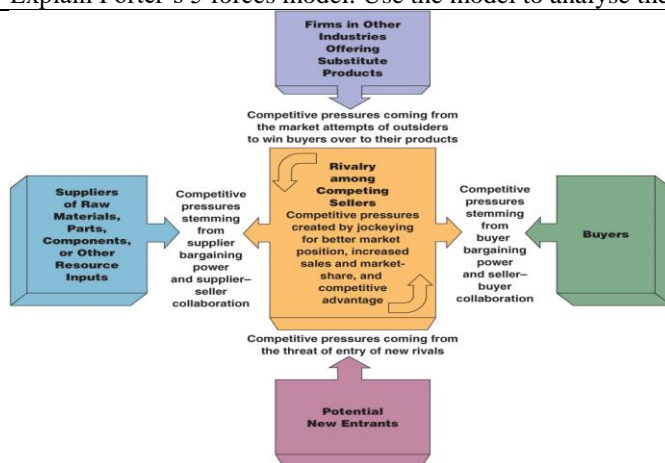 Explain Porter's 5 forces model. Use the model to analyse the
Firms in Other
Industries
Offering
Substitute
Products
Competitive pressures coming from
the market attempts of outsiders
to win buyers over to their products
Suppliers
of Raw
Materials,
Parts,
Components,
or Other
Resource
Inputs
Competitive
pressures
stemming
from
supplier
bargaining
power
and supplier–
seller
collaboration
Rivalry
among
Competing
Sellers
Competitive pressures
created by jockeying
for better market
position, increased
sales and market-
share, and
competitive
advantage
Competitive
pressures
stemming
from
buyer
bargaining
power
and seller–
buyer
collaboration
Buyers
Competitive pressures coming from
the threat of entry of new rivals
Potential
New Entrants